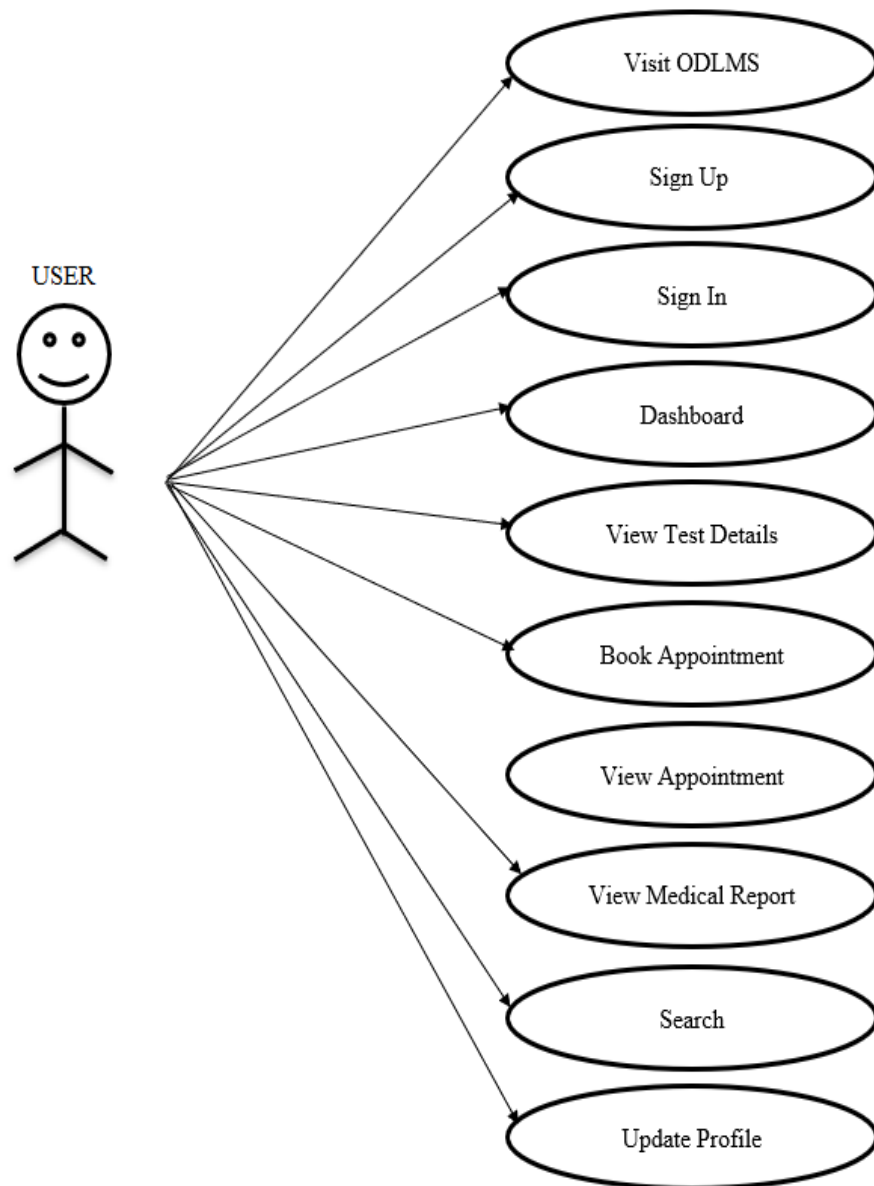 Visit ODLMS
Sign Up
USER
Sign In
Dashboard
View Test Details
Book Appointment
View Appointment
View Medical Report
Search
Update Profile